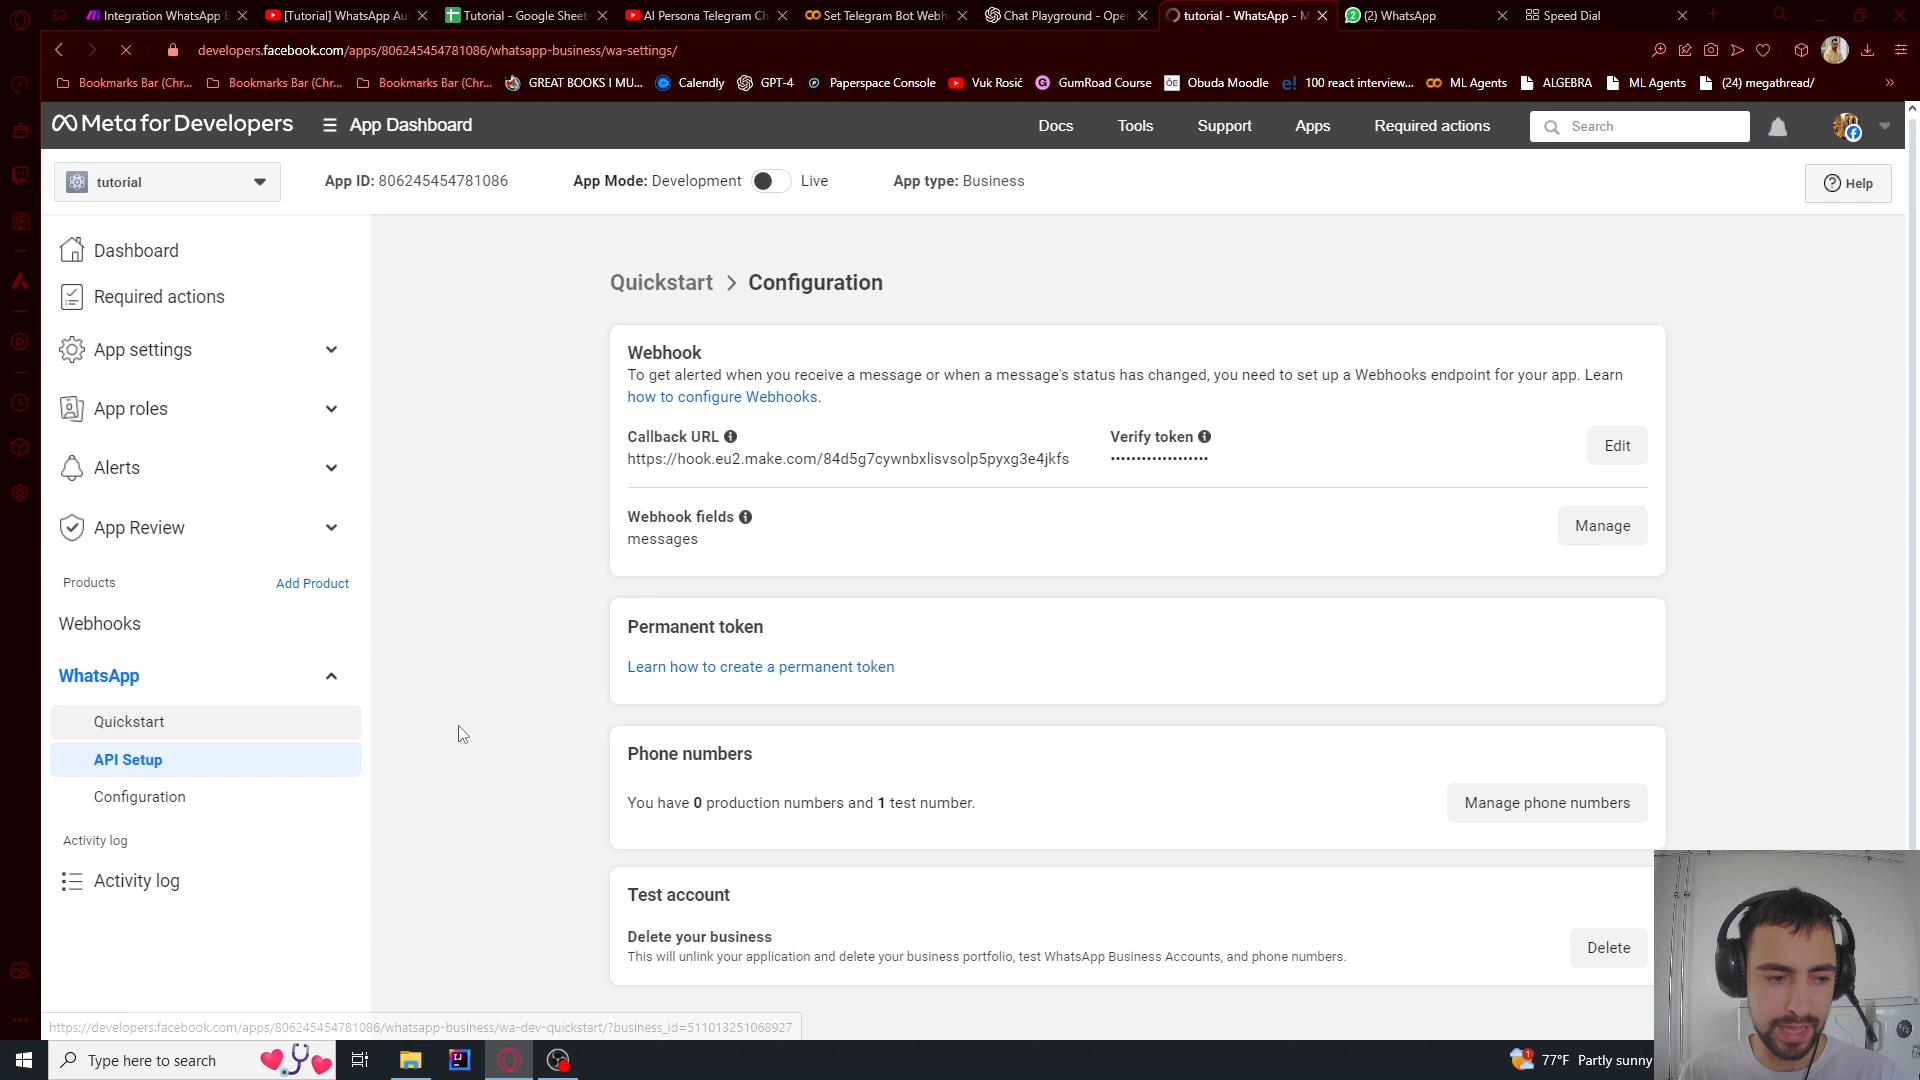 Integration WhatsApp B
[Tutorial] WhatsApp Au
Tutorial - Google Sheet
AI Persona Telegram Ch
Set Telegram Bot Webh
Chat Playground - Ope
tutorial - WhatsApp - M
(2) WhatsApp
Speed Dial
developers.facebook.com/apps/806245454781086/whatsapp-business/wa-settings/
Bookmarks Bar (Chr...
Bookmarks Bar (Chr...
Bookmarks Bar (Chr...
GREAT BOOKS I MU...
Calendly
GPT-4
Paperspace Console
Vuk Rosić
GumRoad Course
Obuda Moodle
100 react interview...
ML Agents
ALGEBRA
ML Agents
(24) megathread/
Meta for Developers
App Dashboard
Docs
Tools
Support
Apps
Required actions
Search
tutorial
App ID: 806245454781086
App Mode: Development
Live
App type: Business
Help
Dashboard
Required actions
App settings
App roles
Alerts
App Review
Products
Add Product
Webhooks
WhatsApp
Quickstart
API Setup
Configuration
Activity log
Activity log
Quickstart > Configuration
Webhook
To get alerted when you receive a message or when a message's status has changed, you need to set up a Webhooks endpoint for your app. Learn
how to configure Webhooks.
Callback URL
https://hook.eu2.make.com/84d5g7cywnbxlisvsolp5pyxg3e4jkfs
Verify token
•••••••••••••••••••
Edit
Webhook fields
messages
Manage
Permanent token
Learn how to create a permanent token
Phone numbers
You have 0 production numbers and 1 test number.
Manage phone numbers
Test account
Delete your business
This will unlink your application and delete your business portfolio, test WhatsApp Business Accounts, and phone numbers.
Delete
https://developers.facebook.com/apps/806245454781086/whatsapp-business/wa-dev-quickstart/?business_id=511013251068927
Type here to search
1
77°F Partly sunny